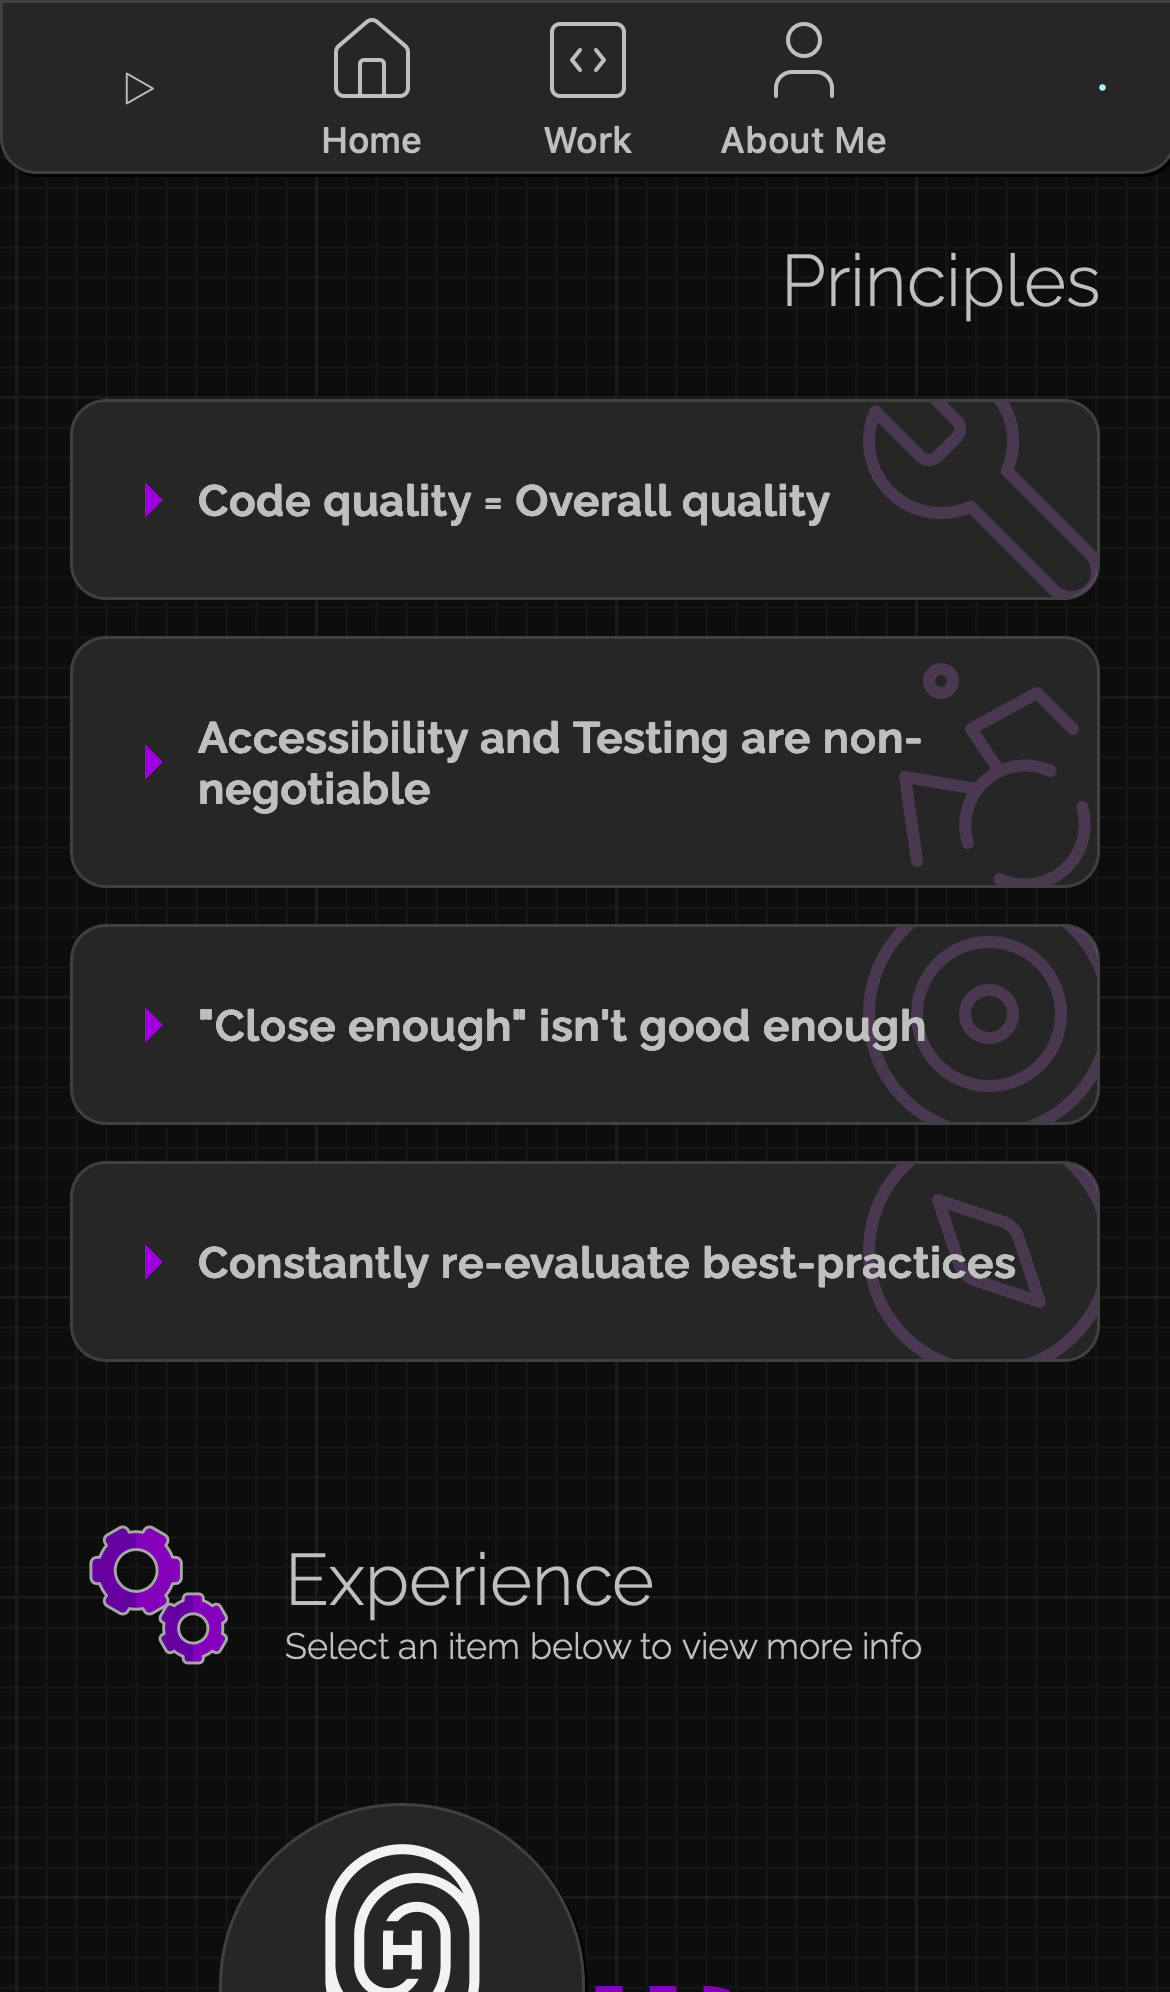 Home
Work
About Me
Principles
Code quality = Overall quality
Accessibility and Testing are non-
negotiable
"Close enough" isn't good enough
Constantly re-evaluate best-practices
Experience
Select an item below to view more info
H